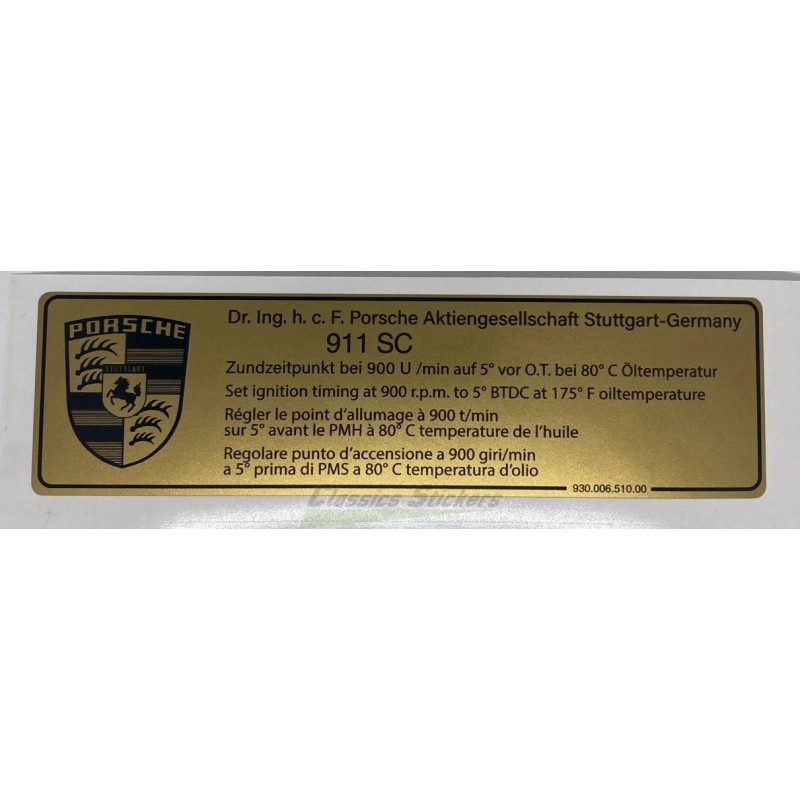 PORSCHE
STUTTGART
Dr. Ing. h. c. F. Porsche Aktiengesellschaft Stuttgart-Germany
911 SC
Zundzeitpunkt bei 900 U /min auf 5° vor O.T. bei 80° C Öltemperatur
Set ignition timing at 900 r.p.m. to 5° BTDC at 175° F oiltemperature
Régler le point d'allumage à 900 t/min
sur 5° avant le PMH à 80° C temperature de l'huile
Regolare punto d'accensione a 900 giri/min
a 5° prima di PMS a 80° C temperatura d'olio
930.006.510.00
Classics Stickers